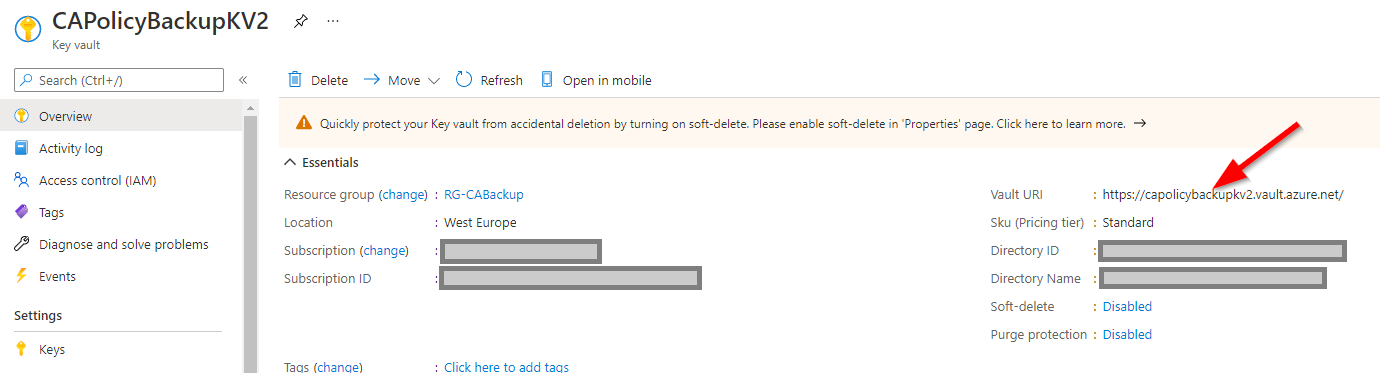 CAPolicyBackupKV2
Key vault
Search (Ctrl+/)
Overview
Activity log
Access control (IAM)
Tags
Diagnose and solve problems
Events
Settings
Keys
Delete Move Refresh Open in mobile
Quickly protect your Key vault from accidental deletion by turning on soft-delete. Please enable soft-delete in 'Properties' page. Click here to learn more.
Essentials
Resource group (change) : RG-CABackup
Location : West Europe
Subscription (change) :
Subscription ID :
Vault URI : https://capolicybackupkv2.vault.azure.net/
Sku (Pricing tier) : Standard
Directory ID :
Directory Name :
Soft-delete : Disabled
Purge protection : Disabled
Tags (change) : Click here to add tags